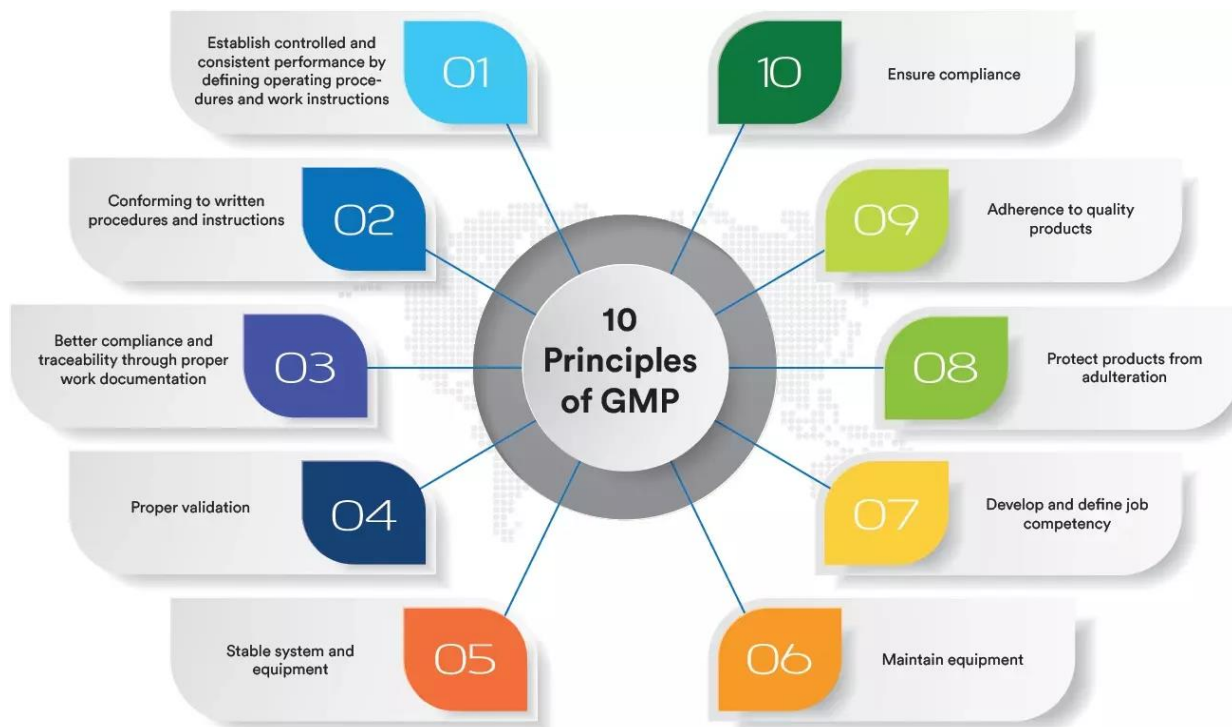 01
Establish controlled and
consistent performance by
defining operating proce-
dures and work instructions
02
Conforming to written
procedures and instructions
03
Better compliance and
traceability through proper
work documentation
04
Proper validation
05
Stable system and
equipment
10
Principles
of GMP
10
Ensure compliance
09
Adherence to quality
products
08
Protect products from
adulteration
07
Develop and define job
competency
06
Maintain equipment